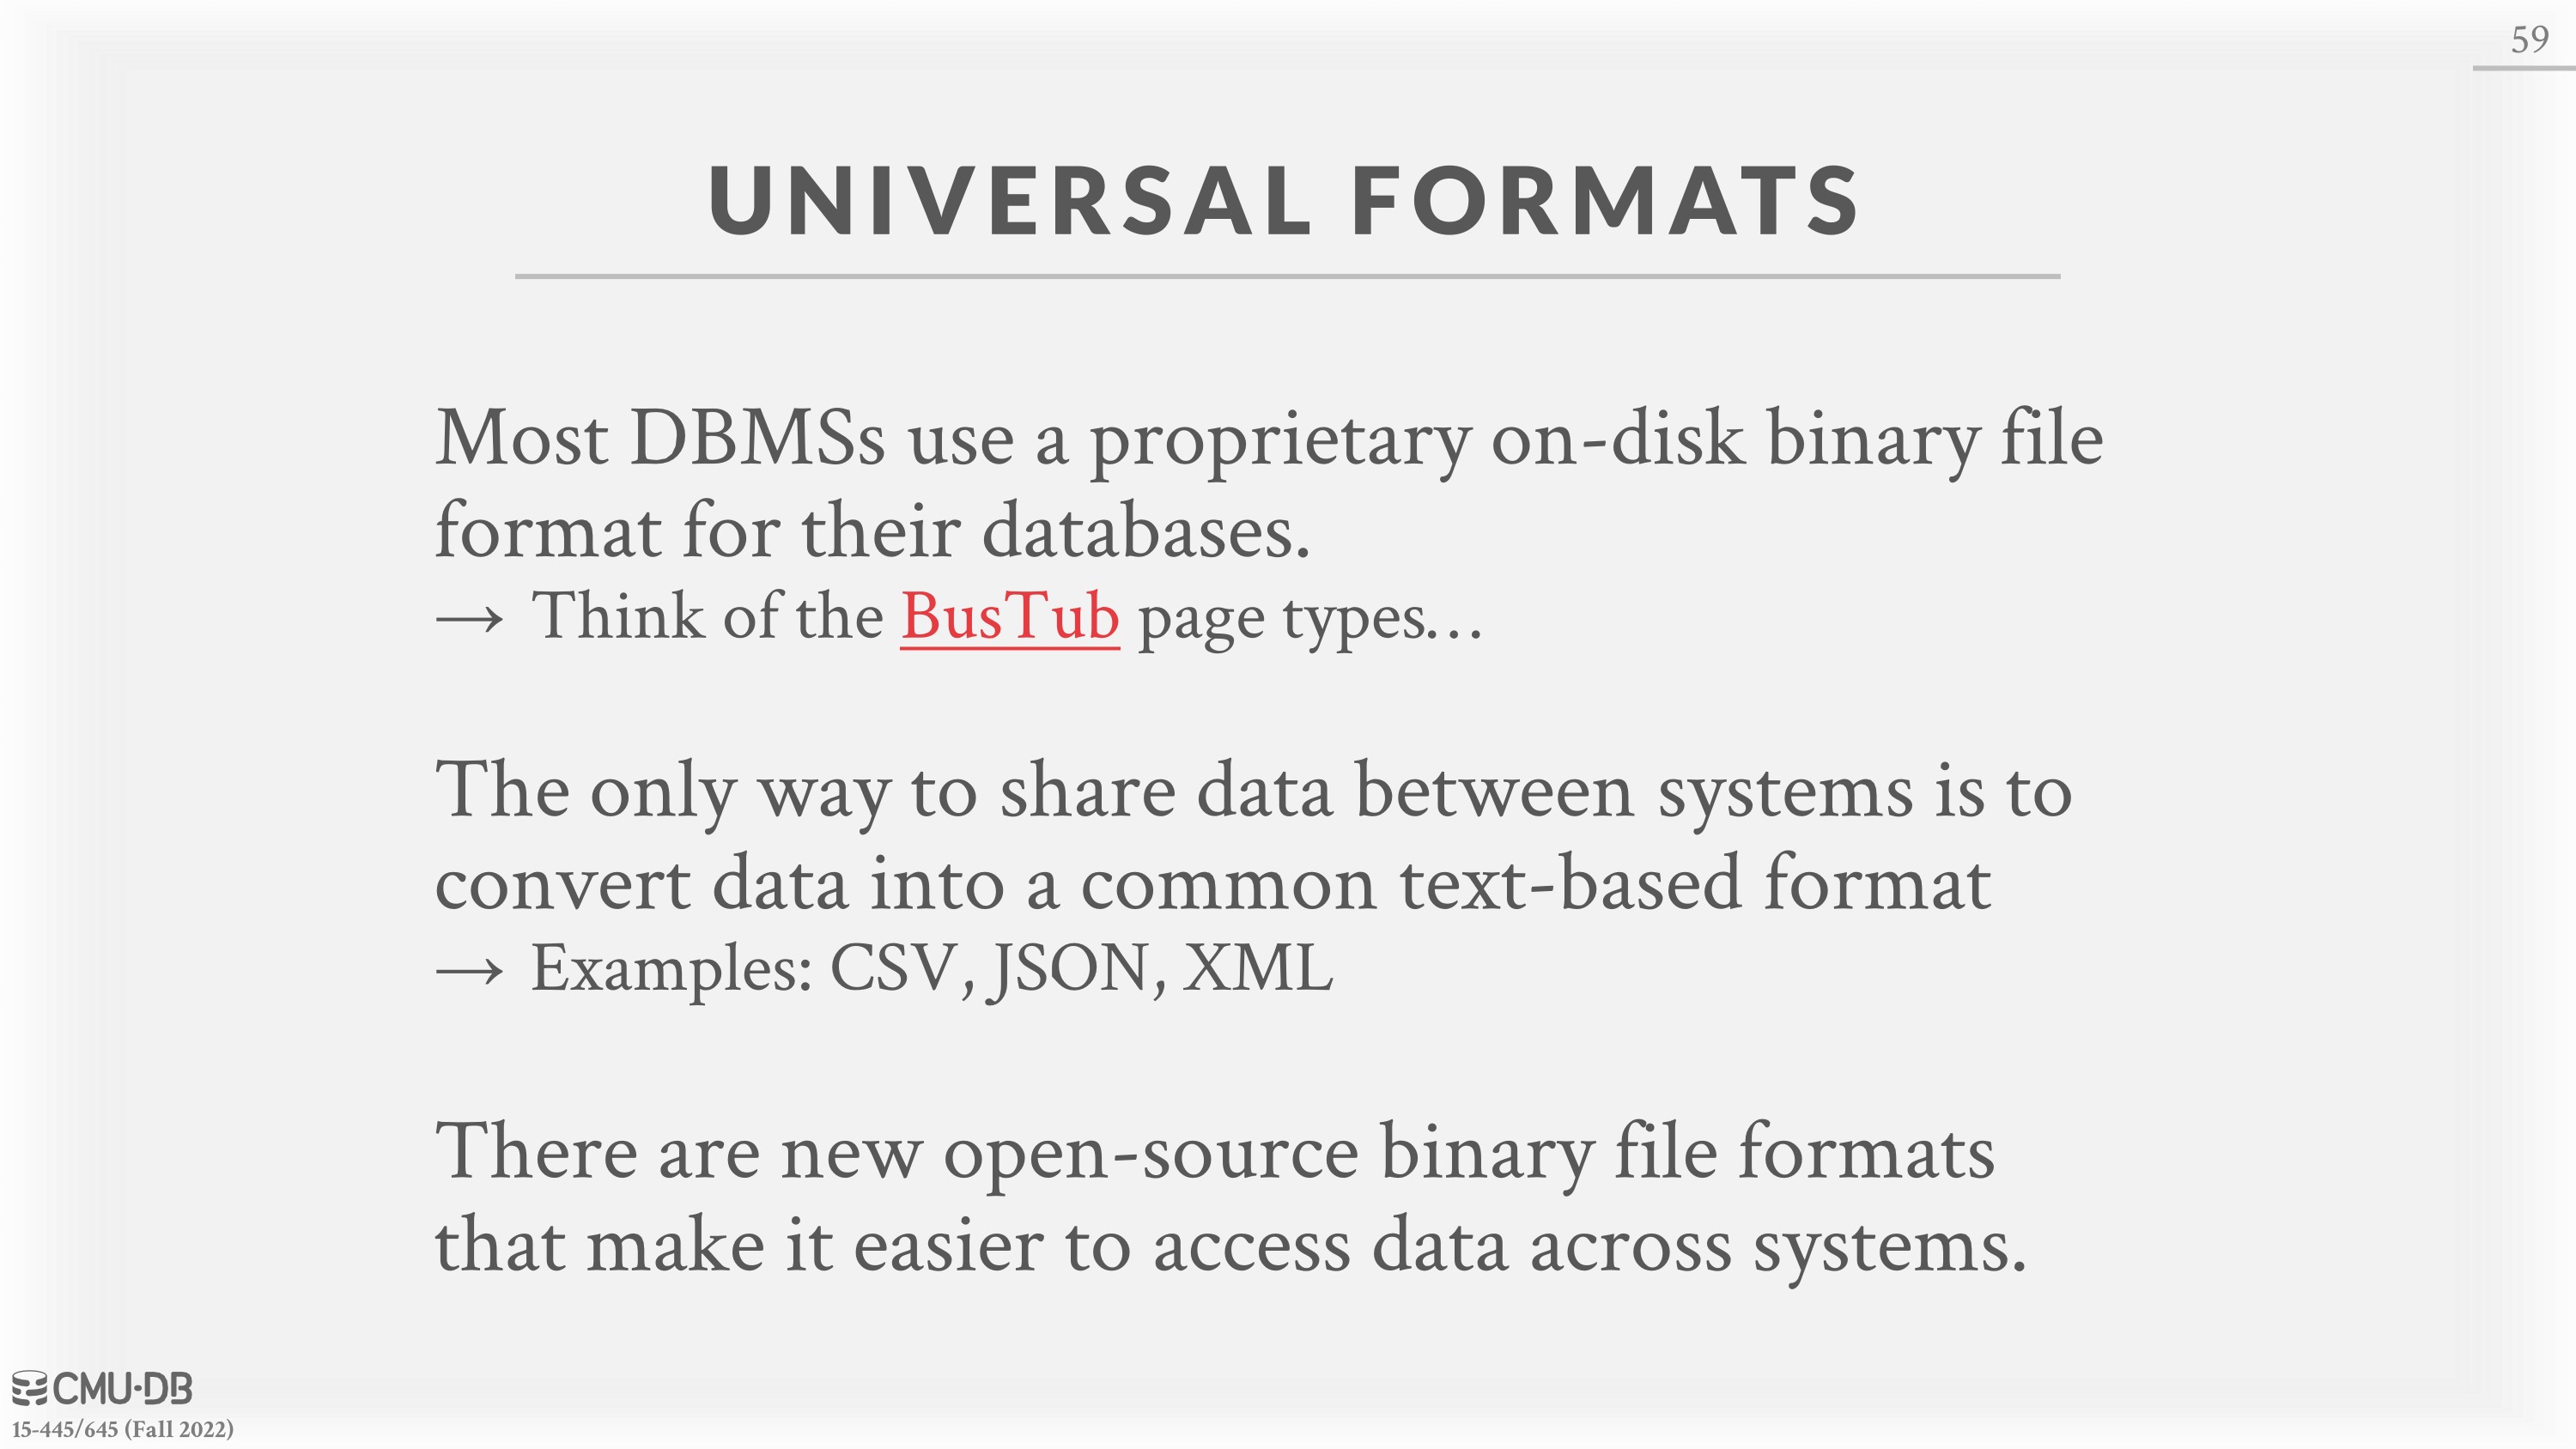 59
UNIVERSAL FORMATS
Most DBMSs use a proprietary on-disk binary file
format for their databases.
→ Think of the BusTub page types…
The only way to share data between systems is to
convert data into a common text-based format
→ Examples: CSV, JSON, XML
There are new open-source binary file formats
that make it easier to access data across systems.
CMU·DB
15-445/645 (Fall 2022)